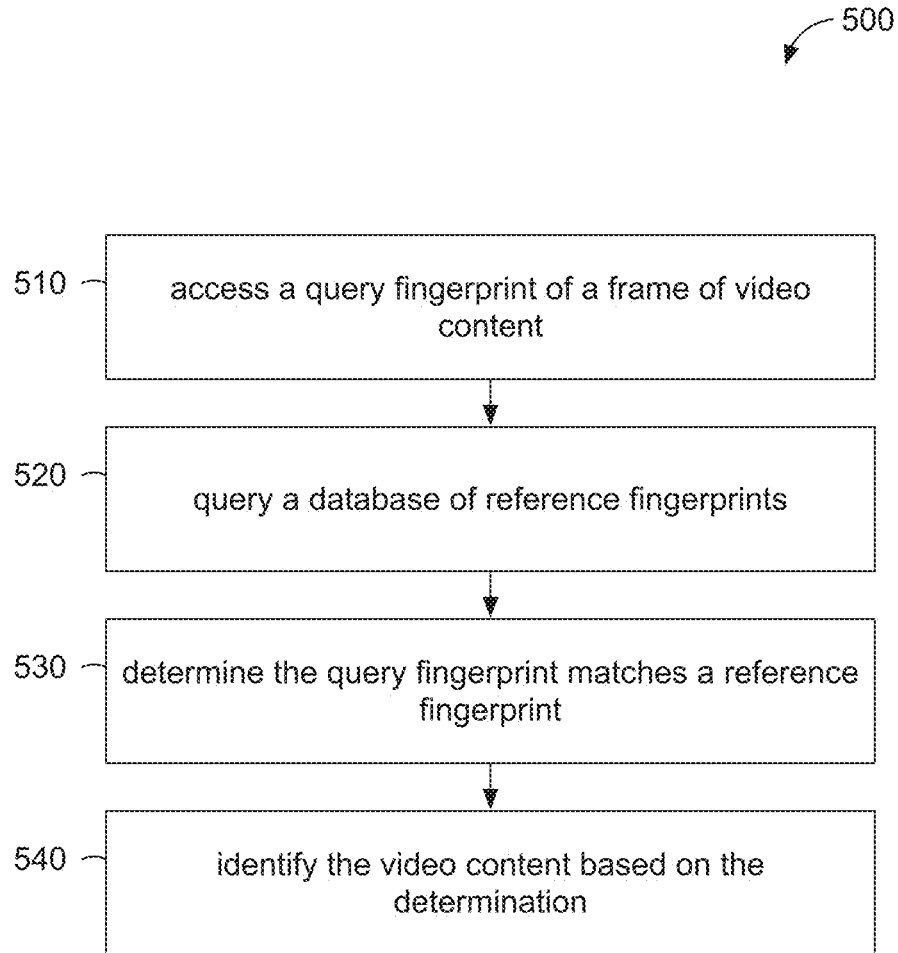 500
510
access a query fingerprint of a frame of video
content
520
query a database of reference fingerprints
530
determine the query fingerprint matches a reference
fingerprint
540
identify the video content based on the
determination